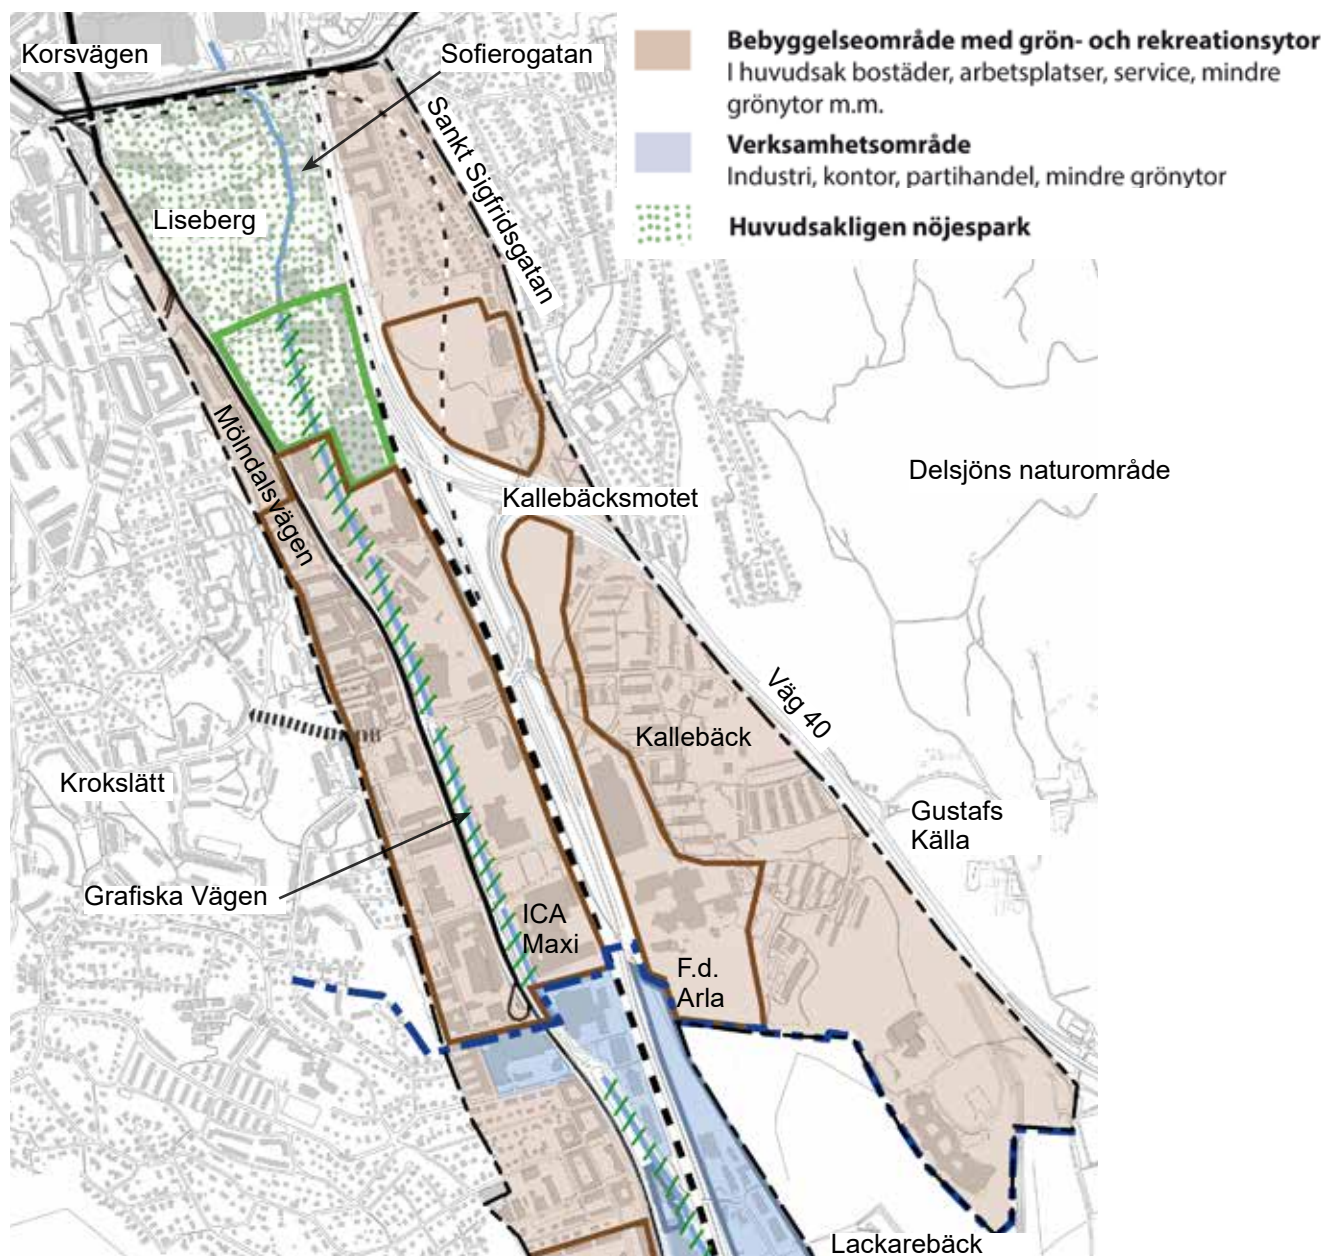 Korsvägen
Sofierogatan
Sankt Sigfridsgatan
Bebyggelseområde med grön- och rekreationsytor
I huvudsak bostäder, arbetsplatser, service, mindre
grönytor m.m.
Verksamhetsområde
Industri, kontor, partihandel, mindre grönytor
Huvudsakligen nöjespark
Liseberg
Mölndalsvägen
Kallebäcksmotet
Delsjöns naturområde
Väg 40
Kallebäck
Krokslätt
Gustafs
Källa
Grafiska Vägen
ICA
Maxi
F.d.
Arla
Lackarebäck